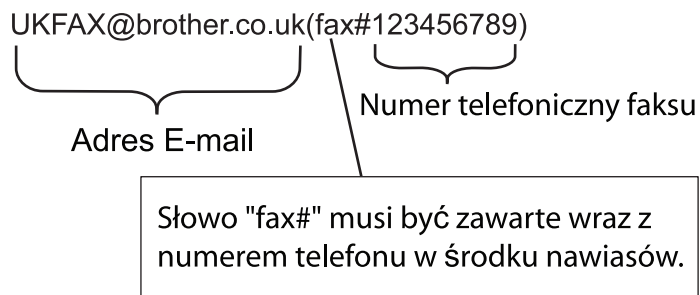 UKFAX@brother.co.uk(fax#123456789)
Numer telefoniczny faksu
Adres E-mail
Słowo "fax#" musi być zawarte wraz z
numerem telefonu w środku nawiasów.